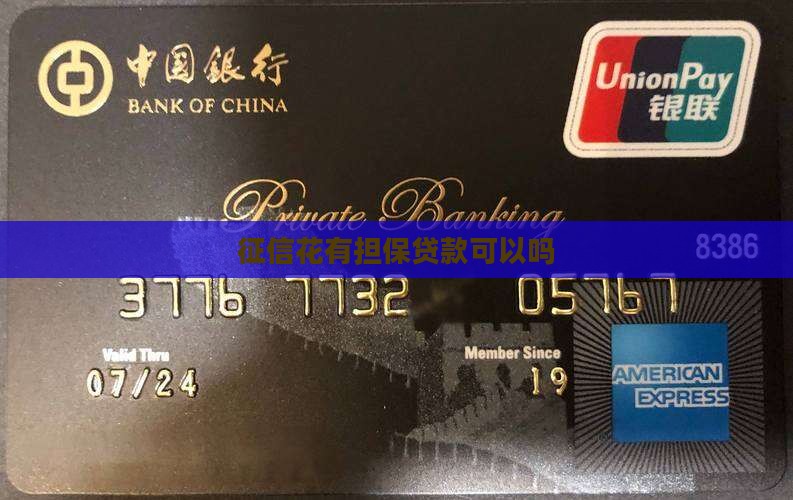 中国銀行
BANK OF CHINA
UnionPay
银联
Private Banking
征信花有担保贷款可以吗
8386
3776 7732 05767
Valid Thru
Member Since
07/24
19
AMERICAN
EXPRESS